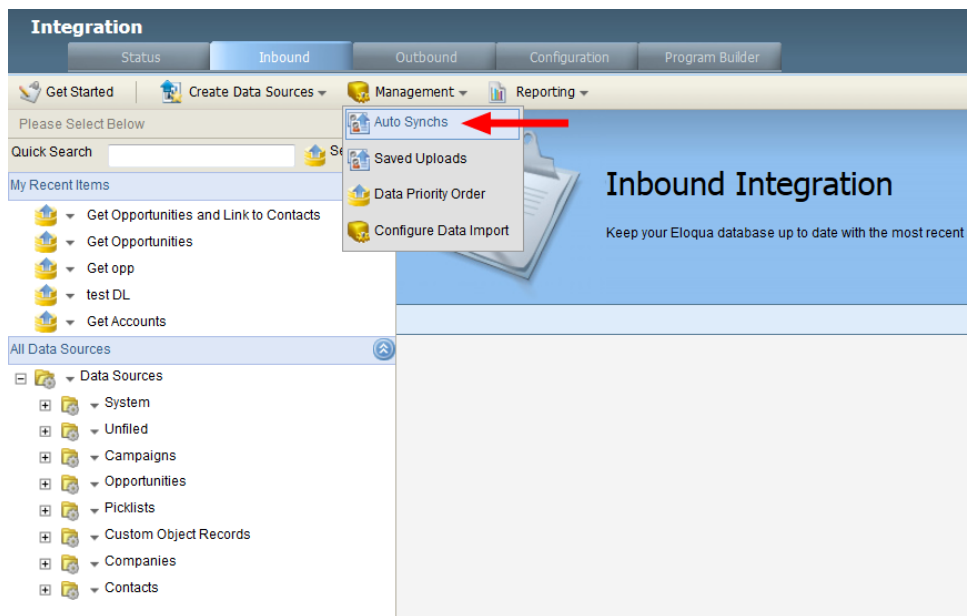 Integration
Status Inbound Outbound Configuration Program Builder
Get Started Create Data Sources Management Reporting
Please Select Below
Auto Synchs
Quick Search
Saved Uploads
My Recent Items
Data Priority Order
Configure Data Import
Inbound Integration
Keep your Eloqua database up to date with the most recent
Get Opportunities and Link to Contacts
Get Opportunities
Get opp
test DL
Get Accounts
All Data Sources
Data Sources
System
Unfiled
Campaigns
Opportunities
Picklists
Custom Object Records
Companies
Contacts